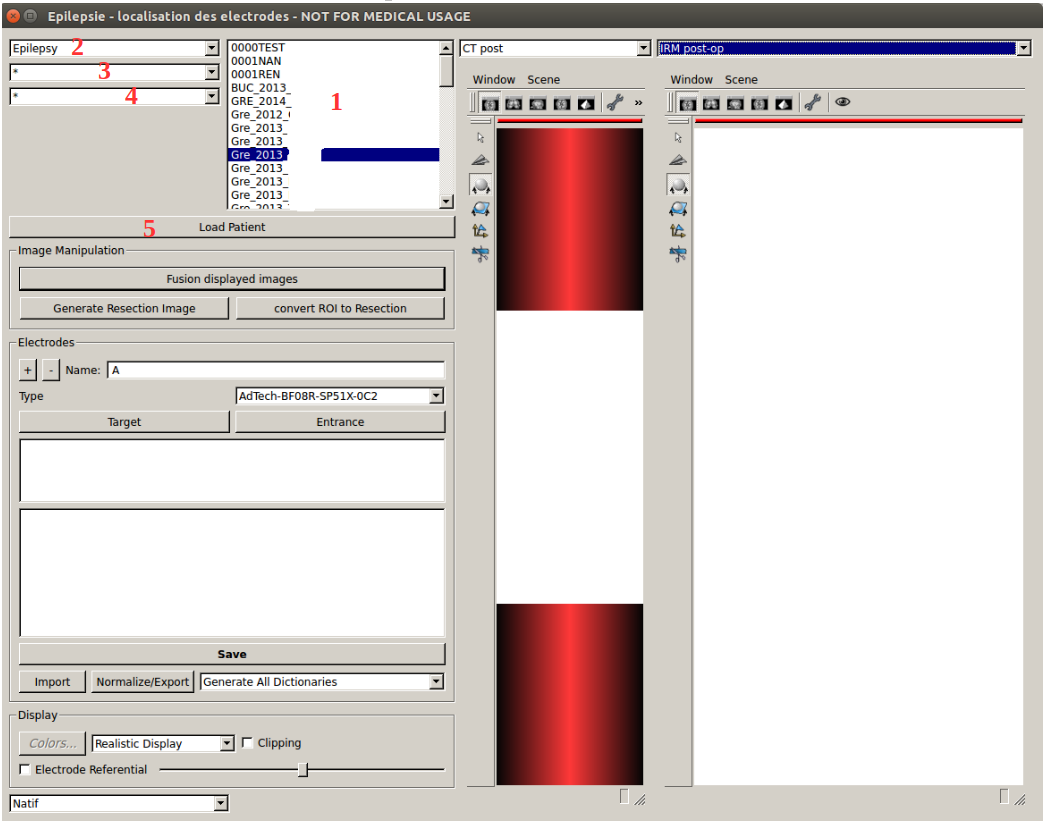 Epilepsie - localisation des electrodes - NOT FOR MEDICAL USAGE
Epilepsy 2
* 3
* 4
0000TEST
0001NAN
0001REN
BUC_2013_
GRE_2014_
1
Gre_2012_
Gre_2013_
Gre_2013_
Gre_2013
Gre_2013_
Gre_2013_
Gre_2013_
Gre_2013_
5 Load Patient
Image Manipulation
Fusion displayed images
Generate Resection Image convert ROI to Resection
Electrodes
+ - Name: A
Type AdTech-BF08R-SP51X-0C2
Target Entrance
Save
Import Normalize/Export Generate All Dictionaries
Display
Colors... Realistic Display Clipping
Electrode Referential
Natif
CT post
Window Scene
»
IRM post-op
Window Scene